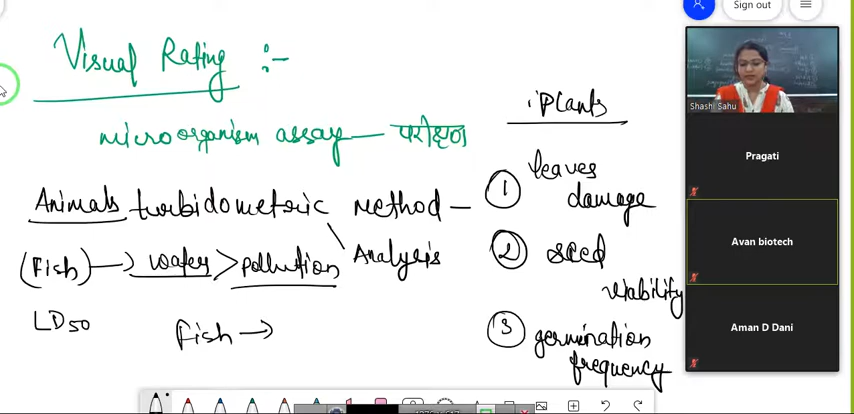 Sign out
Visual Rating :-
microorganism assay— परीक्षण
Animals turbidometric method —
Analysis
(Fish) → water > pollution
LD50
Fish →
Plants
① leaves
damage
② seed
viability
③ germination
frequency
Shashi Sahu
Pragati
Avan biotech
Aman D Dani